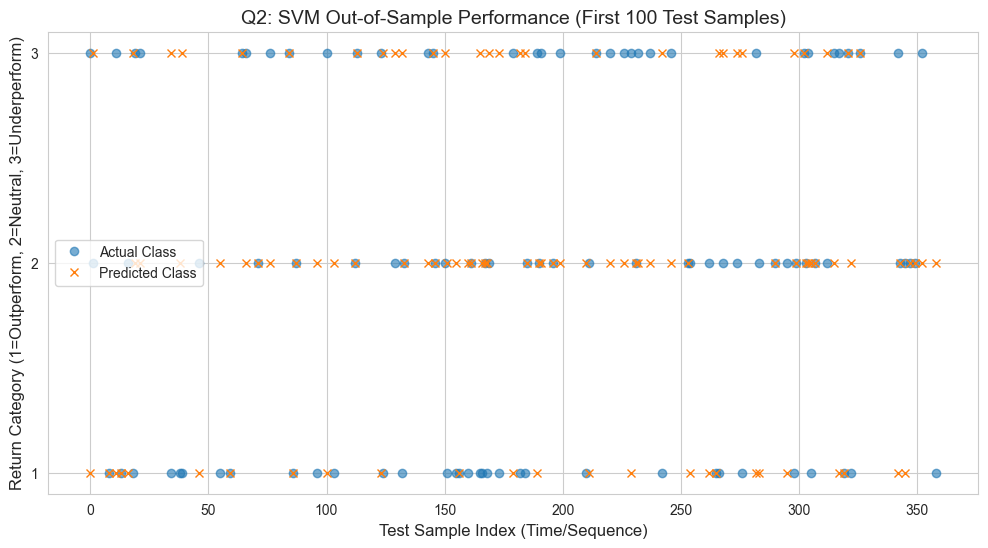 Q2: SVM Out-of-Sample Performance (First 100 Test Samples)
Return Category (1=Outperform, 2=Neutral, 3=Underperform)
3
2
1
Actual Class
Predicted Class
0 50 100 150 200 250 300 350
Test Sample Index (Time/Sequence)